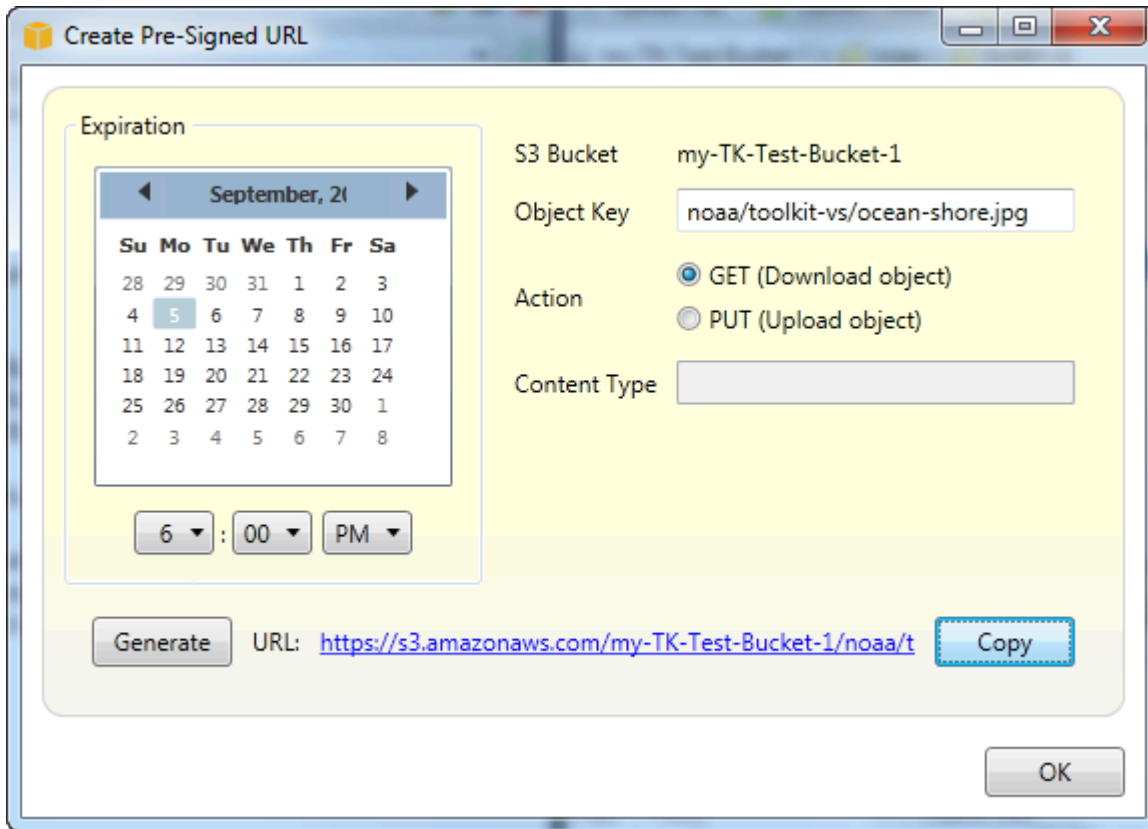 Create Pre-Signed URL
Expiration
September, 20
Su Mo Tu We Th Fr Sa
28 29 30 31 1 2 3
4 5 6 7 8 9 10
11 12 13 14 15 16 17
18 19 20 21 22 23 24
25 26 27 28 29 30 1
2 3 4 5 6 7 8
6 : 00 PM
S3 Bucket my-TK-Test-Bucket-1
Object Key noaa/toolkit-vs/ocean-shore.jpg
Action
GET (Download object)
PUT (Upload object)
Content Type
Generate URL: https://s3.amazonaws.com/my-TK-Test-Bucket-1/noaa/t Copy
OK